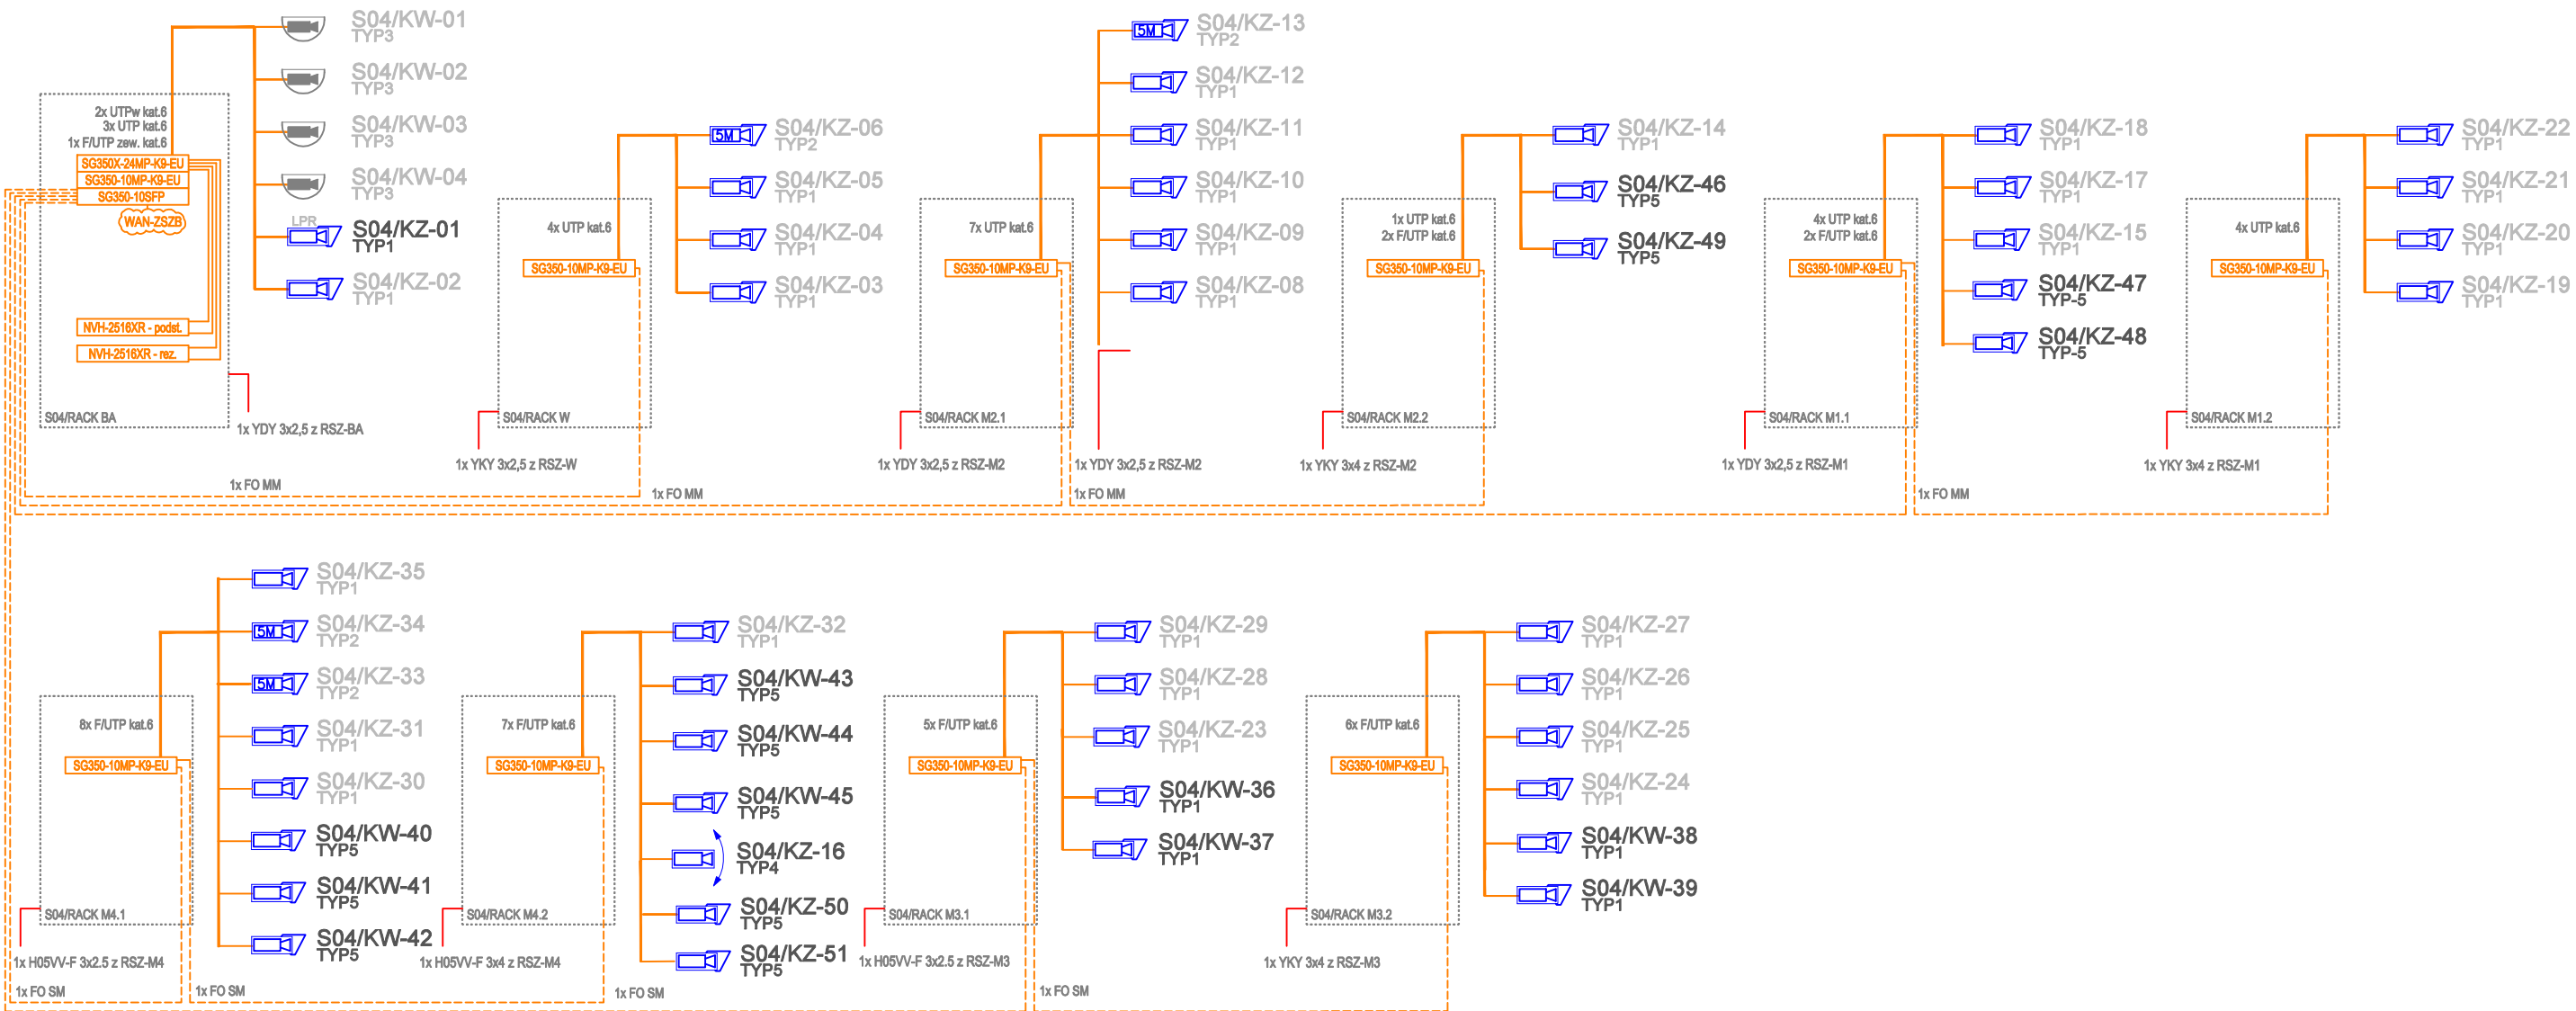 S04/KW-01
TYP3
S04/KW-02
TYP3
S04/KW-03
TYP3
S04/KW-04
TYP3
LPR
S04/KZ-01
TYP1
S04/KZ-02
TYP1
2x UTPw kat.6
3x UTP kat.6
1x F/UTP zew. kat.6
SG350X-24MP-K9-EU
SG350-10MP-K9-EU
SG350-10SFP
WAN-ZSZB
NVH-2516XR - podst.
NVH-2516XR - rez.
S04/RACK BA
1x YDY 3x2,5 z RSZ-BA
1x FO MM
S04/KZ-06
TYP2
S04/KZ-05
TYP1
S04/KZ-04
TYP1
S04/KZ-03
TYP1
5M
4x UTP kat.6
SG350-10MP-K9-EU
S04/RACK W
1x YKY 3x2,5 z RSZ-W
1x FO MM
5M
S04/KZ-13
TYP2
S04/KZ-12
TYP1
S04/KZ-11
TYP1
S04/KZ-10
TYP1
S04/KZ-09
TYP1
S04/KZ-08
TYP1
7x UTP kat.6
SG350-10MP-K9-EU
S04/RACK M2.1
1x YDY 3x2,5 z RSZ-M2
1x YDY 3x2,5 z RSZ-M2
1x FO MM
S04/KZ-14
TYP1
S04/KZ-46
TYP5
S04/KZ-49
TYP5
1x UTP kat.6
2x F/UTP kat.6
SG350-10MP-K9-EU
S04/RACK M2.2
1x YKY 3x4 z RSZ-M2
S04/KZ-18
TYP1
S04/KZ-17
TYP1
S04/KZ-15
TYP1
S04/KZ-47
TYP-5
S04/KZ-48
TYP-5
4x UTP kat.6
2x F/UTP kat.6
SG350-10MP-K9-EU
S04/RACK M1.1
1x YDY 3x2,5 z RSZ-M1
1x FO MM
S04/KZ-22
TYP1
S04/KZ-21
TYP1
S04/KZ-20
TYP1
S04/KZ-19
TYP1
4x UTP kat.6
SG350-10MP-K9-EU
S04/RACK M1.2
1x YKY 3x4 z RSZ-M1
S04/KZ-35
TYP1
5M
S04/KZ-34
TYP2
5M
S04/KZ-33
TYP2
S04/KZ-31
TYP1
S04/KZ-30
TYP1
S04/KW-40
TYP5
S04/KW-41
TYP5
S04/KW-42
TYP5
8x F/UTP kat.6
SG350-10MP-K9-EU
S04/RACK M4.1
1x H05VV-F 3x2.5 z RSZ-M4
1x FO SM
1x FO SM
S04/KZ-32
TYP1
S04/KW-43
TYP5
S04/KW-44
TYP5
S04/KW-45
TYP5
S04/KZ-16
TYP4
S04/KZ-50
TYP5
S04/KZ-51
TYP5
7x F/UTP kat.6
SG350-10MP-K9-EU
S04/RACK M4.2
1x H05VV-F 3x4 z RSZ-M4
1x FO SM
S04/KZ-29
TYP1
S04/KZ-28
TYP1
S04/KZ-23
TYP1
S04/KW-36
TYP1
S04/KW-37
TYP1
5x F/UTP kat.6
SG350-10MP-K9-EU
S04/RACK M3.1
1x H05VV-F 3x2.5 z RSZ-M3
1x FO SM
S04/KZ-27
TYP1
S04/KZ-26
TYP1
S04/KZ-25
TYP1
S04/KZ-24
TYP1
S04/KW-38
TYP1
S04/KW-39
TYP1
6x F/UTP kat.6
SG350-10MP-K9-EU
S04/RACK M3.2
1x YKY 3x4 z RSZ-M3